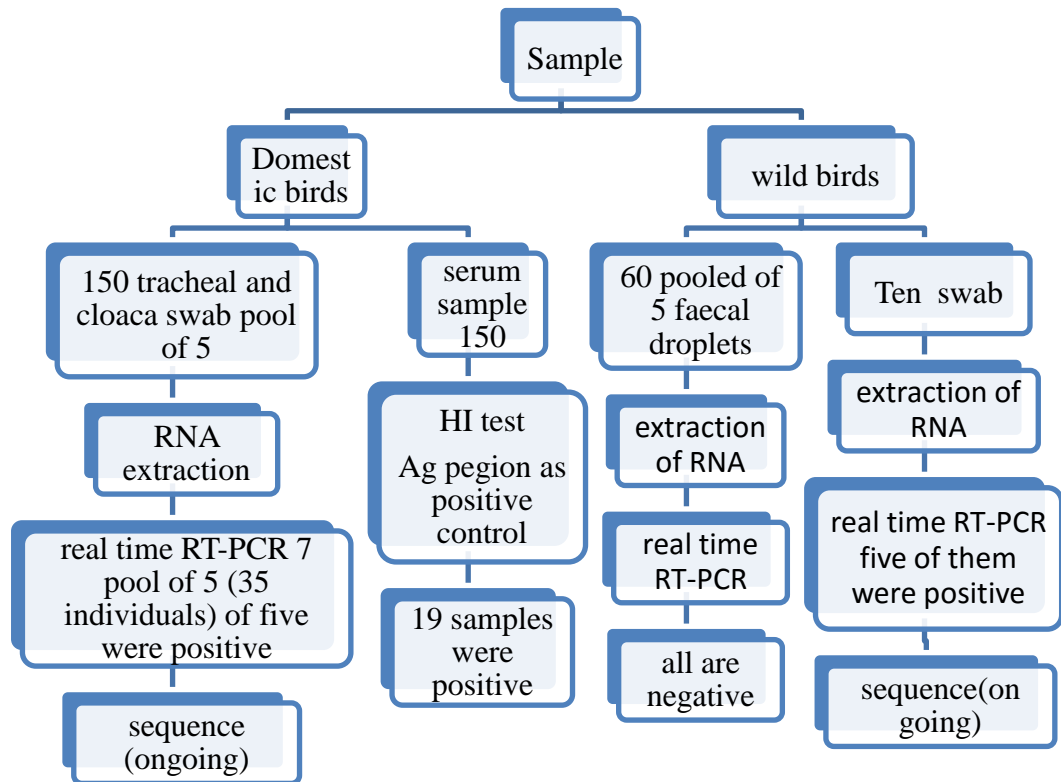 Sample
Domest
ic birds
wild birds
150 tracheal and
cloaca swab pool
of 5
serum
sample
150
60 pooled of
5 faecal
droplets
Ten swab
RNA
extraction
HI test
Ag pegion as
positive
control
extraction
of RNA
extraction of
RNA
real time RT-PCR 7
pool of 5 (35
individuals) of five
were positive
19 samples
were
positive
real time
RT-PCR
real time RT-PCR
five of them
were positive
sequence
(ongoing)
all are
negative
sequence(on
going)